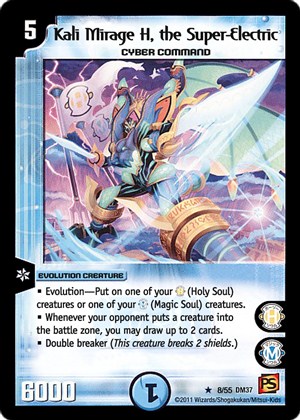 5
Kali Mirage H, the Super-Electric
CYBER COMMAND
EVOLUTION CREATURE
■ Evolution—Put on one of your H (Holy Soul)
creatures or one of your M (Magic Soul) creatures.
■ Whenever your opponent puts a creature
into the battle zone, you may draw up to 2 cards.
■ Double breaker (This creature breaks 2 shields.)
H
M
6000
1
★ 8/55 DM37
PS
©2011 Wizards/Shogakukan/Mitsui-Kids